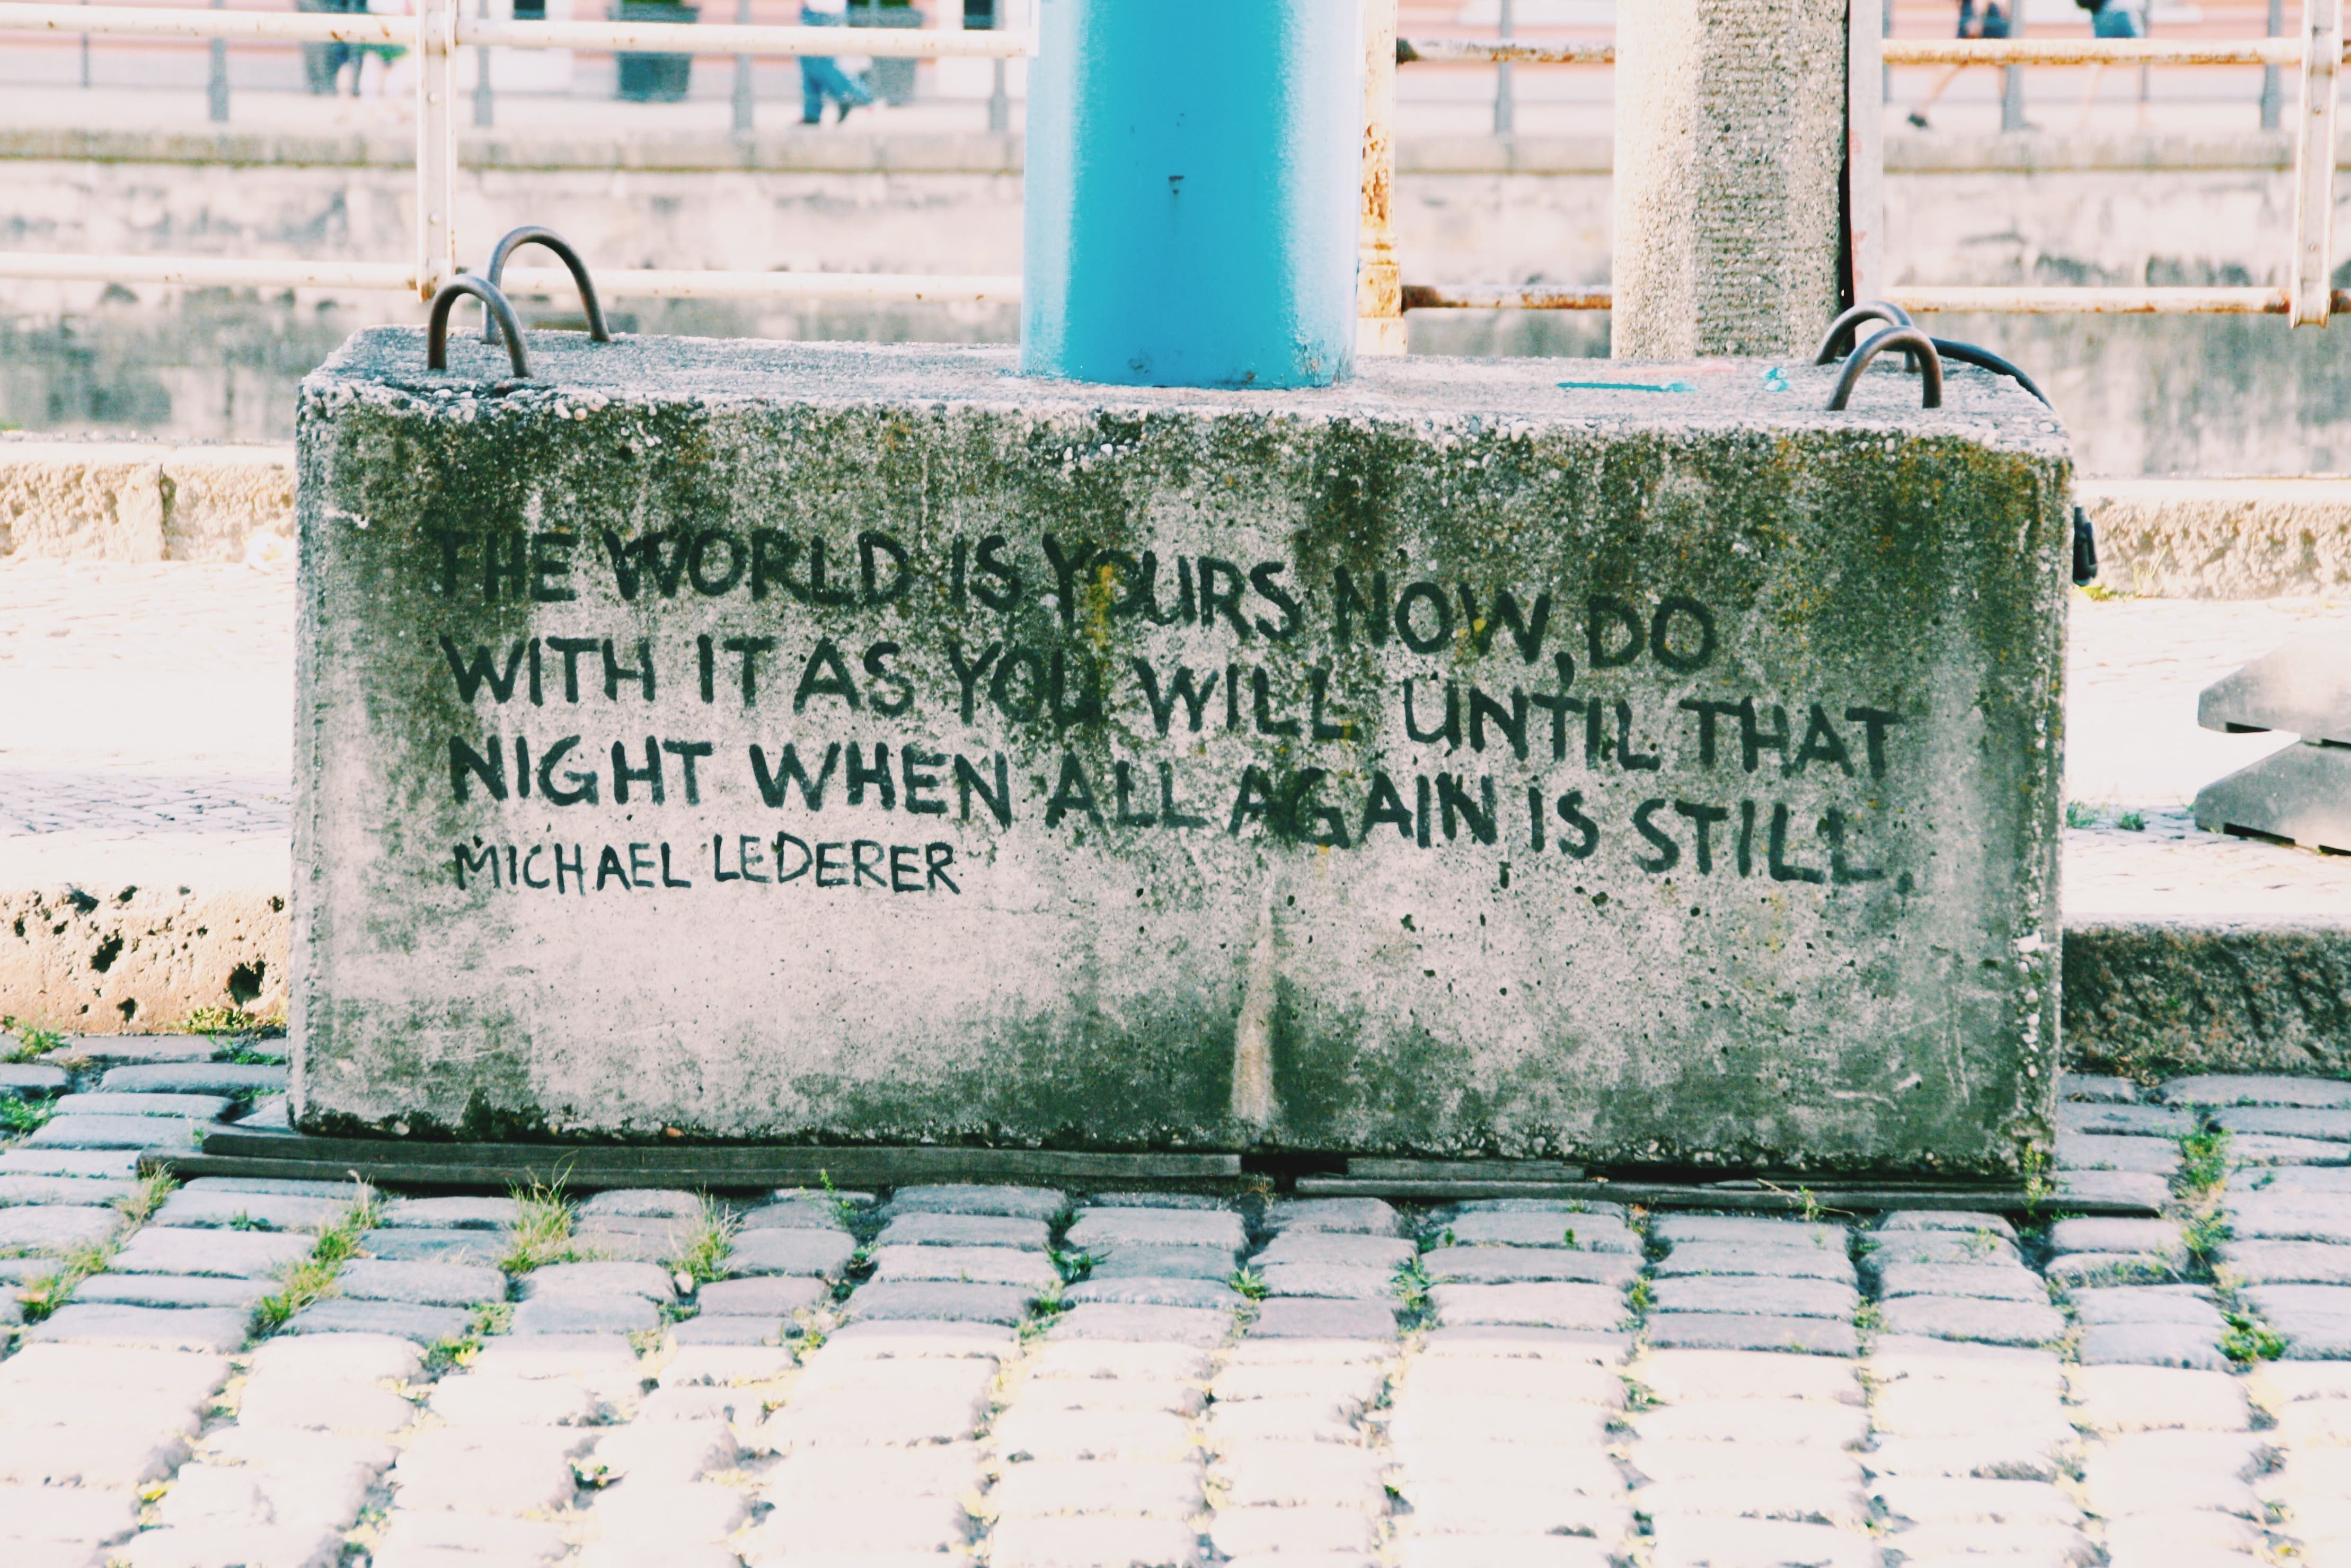 THE WORLD IS YOURS NOW, DO
WITH IT AS YOU WILL UNTIL THAT
NIGHT WHEN ALL AGAIN IS STILL.
MICHAEL LEDERER